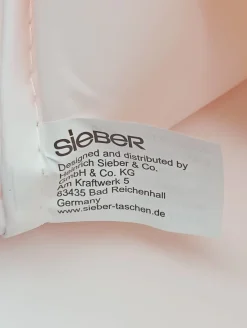 sieBER
Designed and distributed by
Heinrich Sieber & Co.
GmbH & Co. KG
Am Kraftwerk 5
83435 Bad Reichenhall
Germany
www.sieber-taschen.de